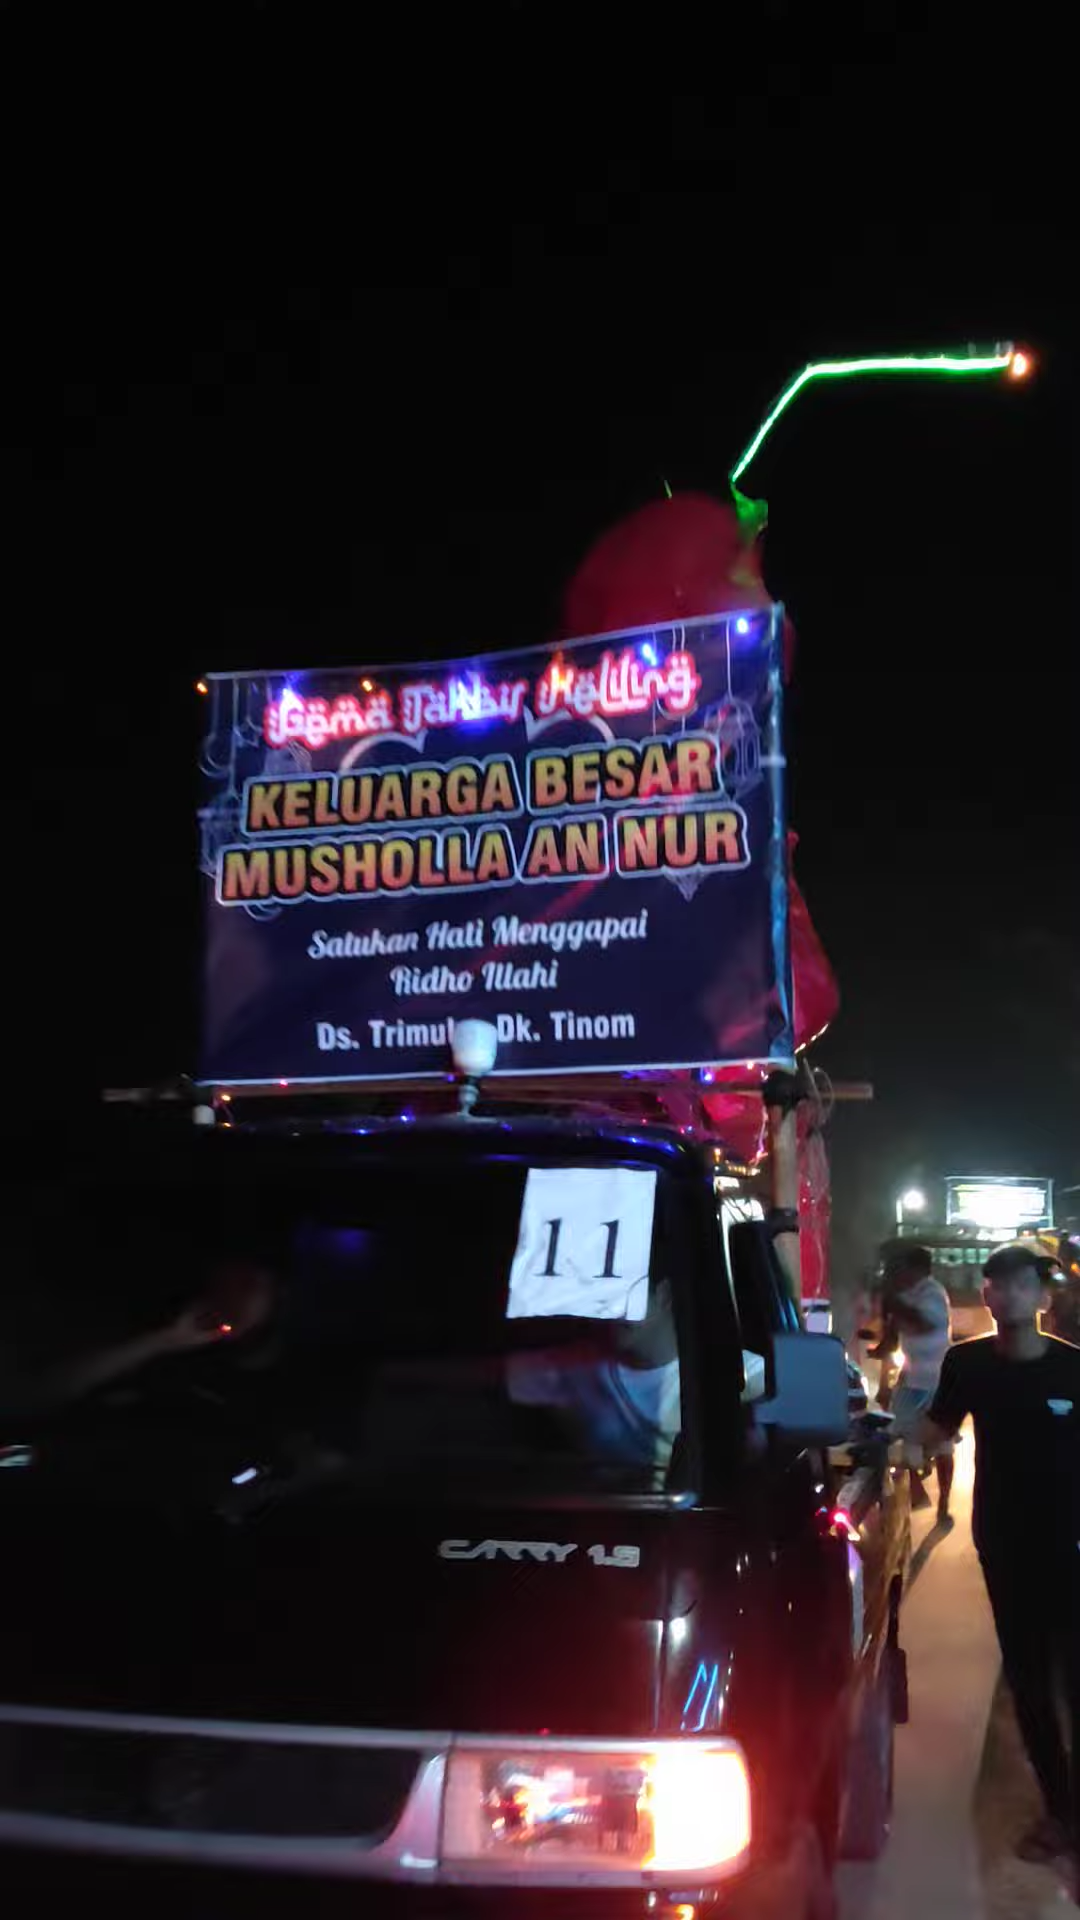 Gema Takbir Keliling
KELUARGA BESAR
MUSHOLLA AN NUR
Satukan Hati Menggapai
Ridho Illahi
Ds. Dk. Tinom
11
CARRY 1.5